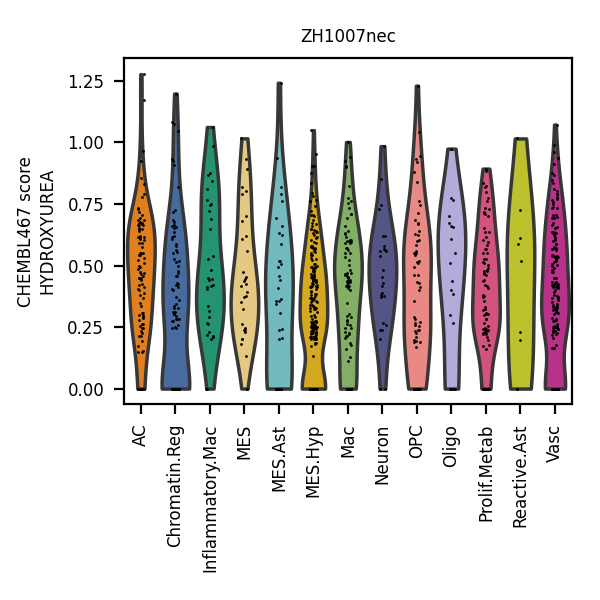 ZH1007nec
CHEMBL467 score
HYDROXYUREA
1.25
1.00
0.75
0.50
0.25
0.00
AC
Chromatin.Reg
Inflammatory.Mac
MES
MES.Ast
MES.Hyp
Mac
Neuron
OPC
Oligo
Prolif.Metab
Reactive.Ast
Vasc